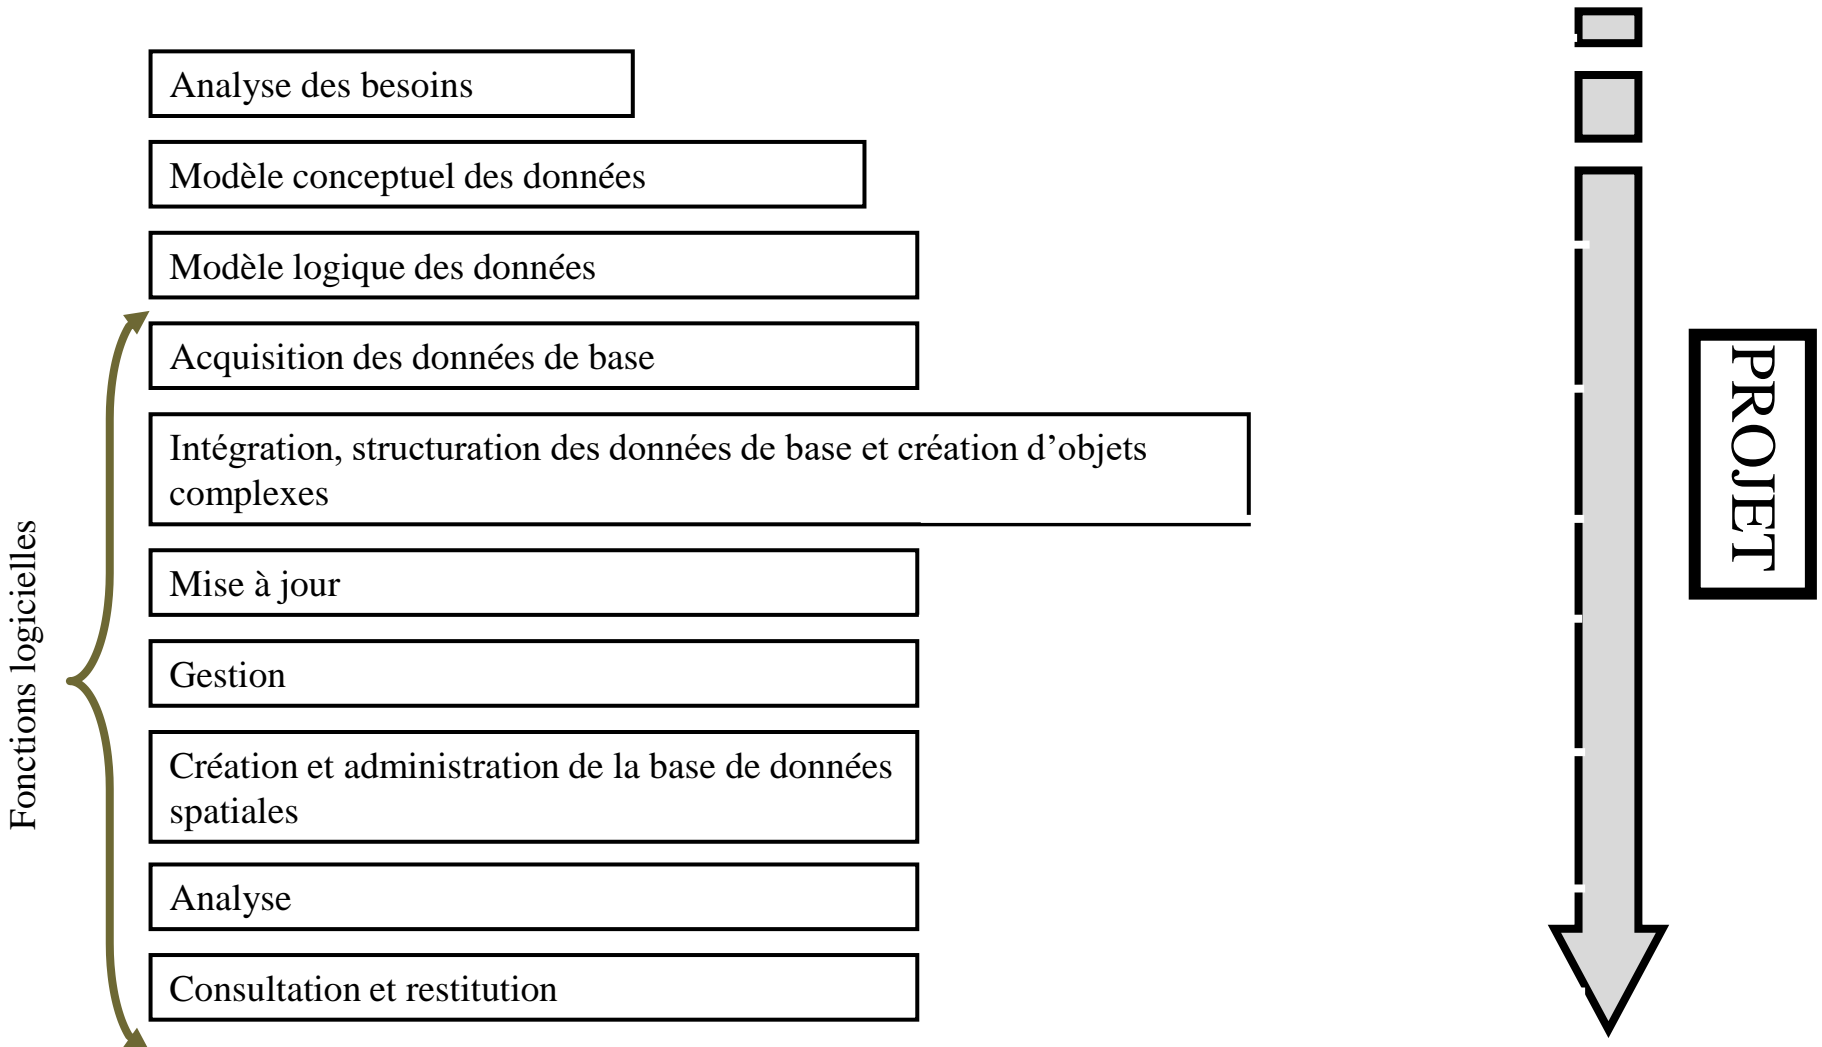 Analyse des besoins
Modèle conceptuel des données
Modèle logique des données
Acquisition des données de base
Intégration, structuration des données de base et création d’objets
complexes
Mise à jour
Gestion
Création et administration de la base de données
spatiales
Analyse
Consultation et restitution
Fonctions logicielles
PROJET